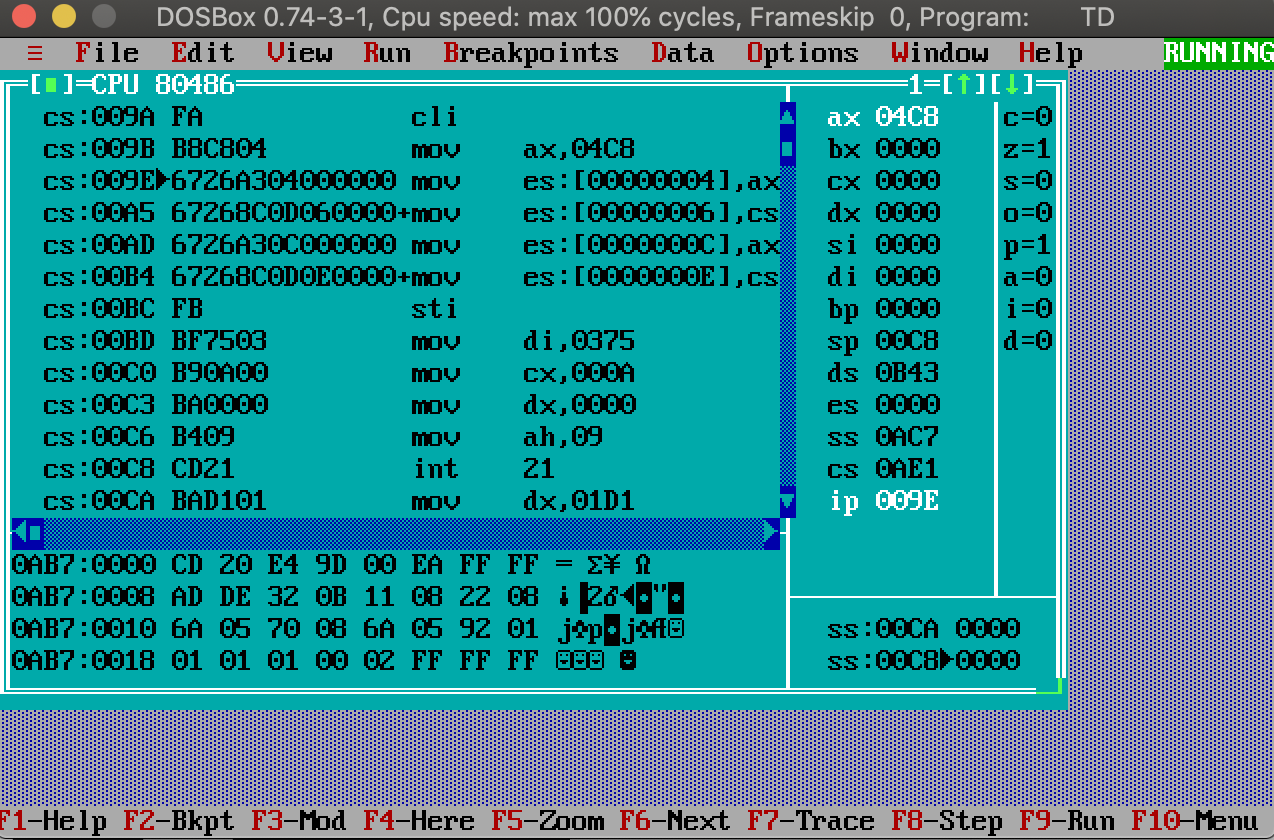 DOSBox 0.74-3-1, Cpu speed: max 100% cycles, Frameskip 0, Program: TD
≡ File Edit View Run Breakpoints Data Options Window Help RUNNING
[■]=CPU 80486 1=[↑][↓]
cs:009A FA cli ax 04C8 c=0
cs:009B B8C804 mov ax,04C8 bx 0000 z=1
cs:009E►6726A304000000 mov es:[00000004],ax cx 0000 s=0
cs:00A5 67268C0D060000+mov es:[00000006],cs dx 0000 o=0
cs:00AD 6726A30C000000 mov es:[0000000C],ax si 0000 p=1
cs:00B4 67268C0D0E0000+mov es:[0000000E],cs di 0000 a=0
cs:00BC FB sti bp 0000 i=0
cs:00BD BF7503 mov di,0375 sp 00C8 d=0
cs:00C0 B90A00 mov cx,000A ds 0B43
cs:00C3 BA0000 mov dx,0000 es 0000
cs:00C6 B409 mov ah,09 ss 0AC7
cs:00C8 CD21 int 21 cs 0AE1
cs:00CA BAD101 mov dx,01D1 ip 009E
0AB7:0000 CD 20 E4 9D 00 EA FF FF = Σ¥ Ω
0AB7:0008 AD DE 32 0B 11 08 22 08 ¡▐2♂◄◘"◘
0AB7:0010 6A 05 70 08 6A 05 92 01 j♣p◘j♣Æ☺ ss:00CA 0000
0AB7:0018 01 01 01 00 02 FF FF FF ☺☺☺ ☻ ss:00C8►0000
F1-Help F2-Bkpt F3-Mod F4-Here F5-Zoom F6-Next F7-Trace F8-Step F9-Run F10-Menu